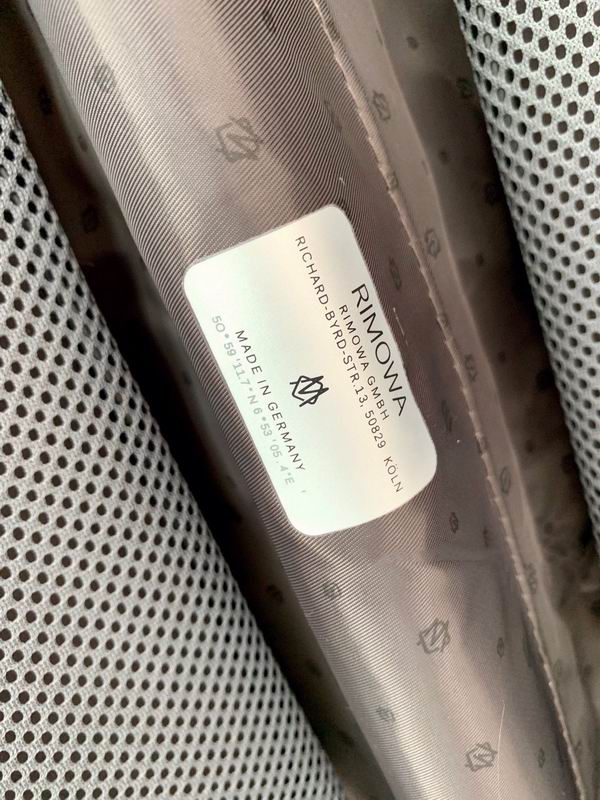 RIMOWA
RIMOWA GMBH
RICHARD-BYRD-STR.13, 50829 KÖLN
MADE IN GERMANY
50°59'11.7"N 6°53'05.4"E